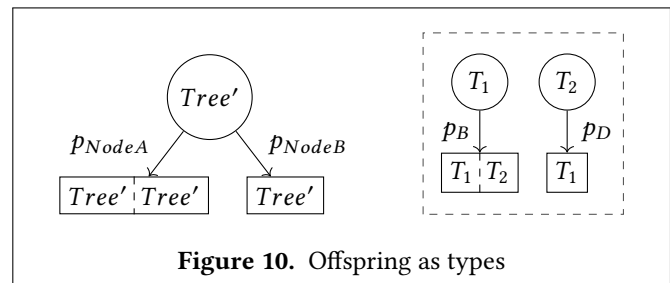 Tree′
p_NodeA p_NodeB
Tree′ Tree′ Tree′
T₁ T₂
p_B p_D
T₁ T₂ T₁
Figure 10. Offspring as types